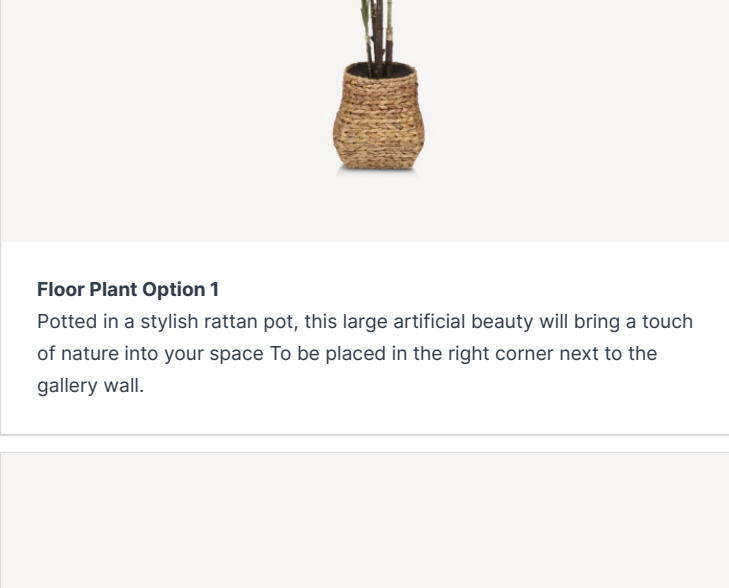 Floor Plant Option 1
Potted in a stylish rattan pot, this large artificial beauty will bring a touch
of nature into your space To be placed in the right corner next to the
gallery wall.